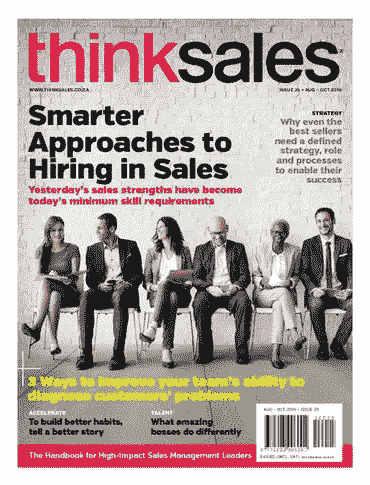 thinksales
WWW.THINKSALES.CO.ZA
ISSUE 25 • AUG – OCT 2016
Smarter
Approaches to
Hiring in Sales
Yesterday's sales strengths have become
today's minimum skill requirements
STRATEGY
Why even the
best sellers
need a defined
strategy, role
and processes
to enable their
success
3 Ways to improve your team's ability to
diagnose customers' problems
ACCELERATE
To build better habits,
tell a better story
TALENT
What amazing
bosses do differently
AUG – OCT 2016 • ISSUE 25
The Handbook for High-Impact Sales Management Leaders